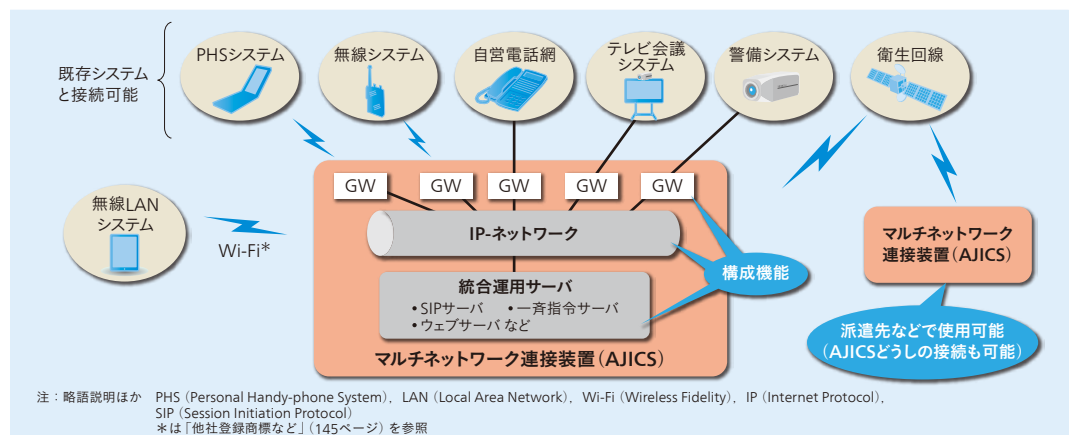 既存システム
と接続可能
PHSシステム
無線システム
自営電話網
テレビ会議
システム
警備システム
衛生回線
無線LAN
システム
Wi-Fi*
GW
GW
GW
GW
GW
IP-ネットワーク
統合運用サーバ
•SIPサーバ •一斉指令サーバ
•ウェブサーバ など
マルチネットワーク連接装置(AJICS)
構成機能
マルチネットワーク
連接装置(AJICS)
派遣先などで使用可能
(AJICSどうしの接続も可能)
注:略語説明ほか PHS(Personal Handy-phone System),LAN(Local Area Network),Wi-Fi(Wireless Fidelity),IP(Internet Protocol),
SIP(Session Initiation Protocol)
*は「他社登録商標など」(145ページ)を参照